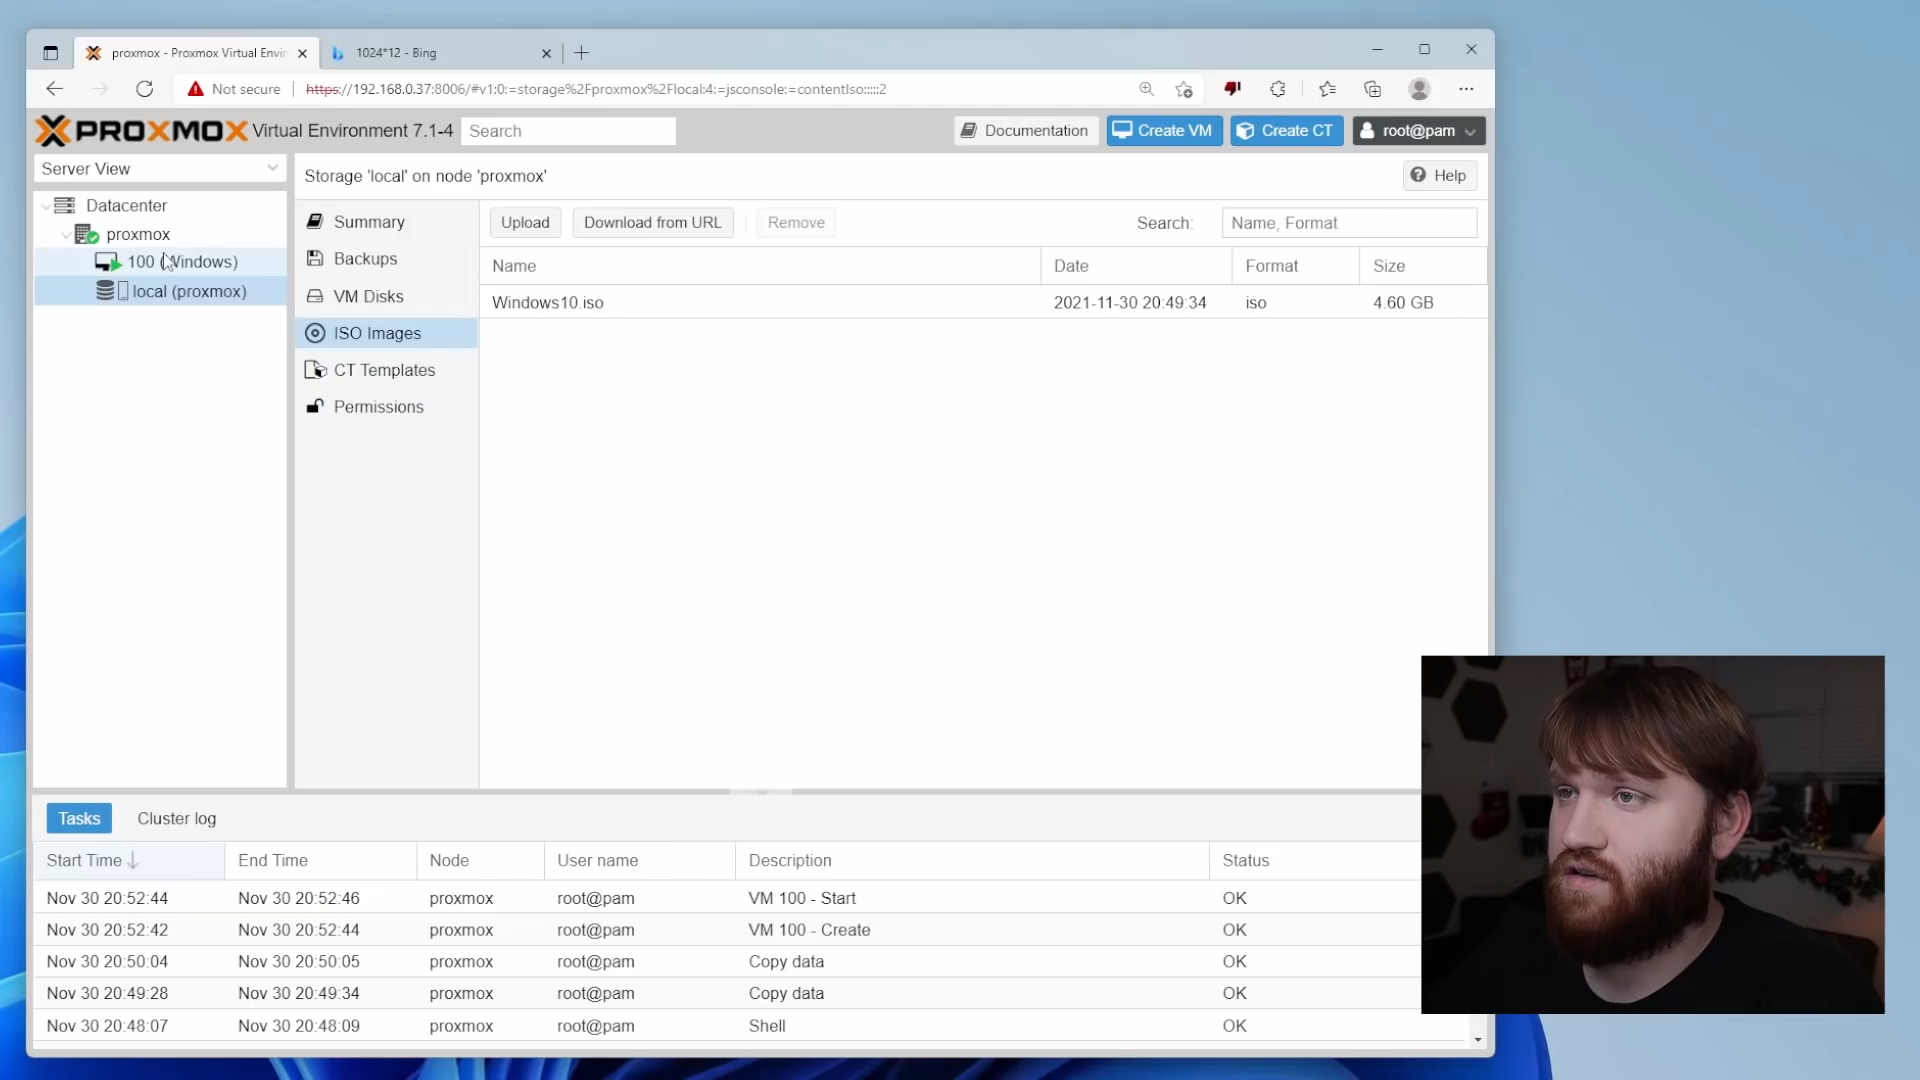 proxmox - Proxmox Virtual Envir
1024*12 - Bing
Not secure
https://192.168.0.37:8006/#v1:0:=storage%2Fproxmox%2Flocal:4:=jsconsole:=contentIso:::::2
PROXMOX Virtual Environment 7.1-4
Search
Documentation
Create VM
Create CT
root@pam
Server View
Storage 'local' on node 'proxmox'
Help
Datacenter
proxmox
100 (Windows)
local (proxmox)
Summary
Backups
VM Disks
ISO Images
CT Templates
Permissions
Upload
Download from URL
Remove
Search:
Name, Format
Name Date Format Size
Windows10.iso 2021-11-30 20:49:34 iso 4.60 GB
Tasks
Cluster log
Start Time End Time Node User name Description Status
Nov 30 20:52:44 Nov 30 20:52:46 proxmox root@pam VM 100 - Start OK
Nov 30 20:52:42 Nov 30 20:52:44 proxmox root@pam VM 100 - Create OK
Nov 30 20:50:04 Nov 30 20:50:05 proxmox root@pam Copy data OK
Nov 30 20:49:28 Nov 30 20:49:34 proxmox root@pam Copy data OK
Nov 30 20:48:07 Nov 30 20:48:09 proxmox root@pam Shell OK